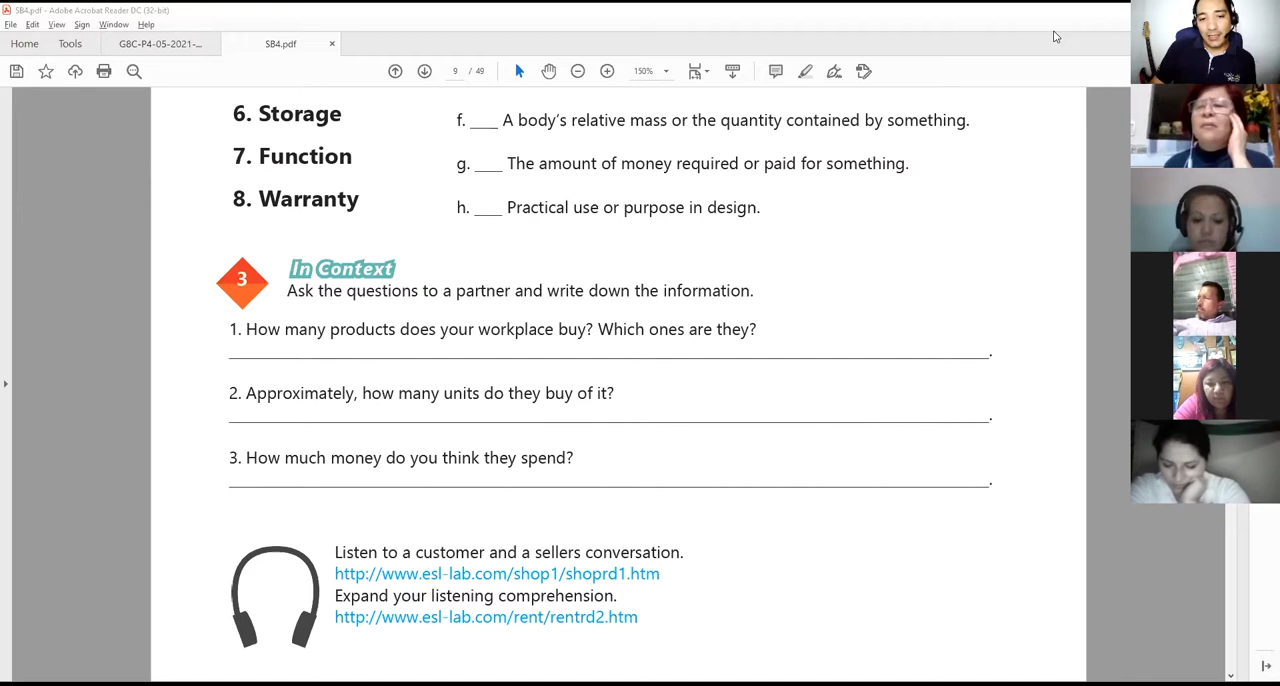 SB4.pdf - Adobe Acrobat Reader DC (32-bit)
File Edit View Sign Window Help
Home Tools G8C-P4-05-2021-... SB4.pdf ×
9 / 49 150%
6. Storage
f. ___ A body's relative mass or the quantity contained by something.
7. Function
g. ___ The amount of money required or paid for something.
8. Warranty
h. ___ Practical use or purpose in design.
3
In Context
Ask the questions to a partner and write down the information.
1. How many products does your workplace buy? Which ones are they?
2. Approximately, how many units do they buy of it?
3. How much money do you think they spend?
Listen to a customer and a sellers conversation.
http://www.esl-lab.com/shop1/shoprd1.htm
Expand your listening comprehension.
http://www.esl-lab.com/rent/rentrd2.htm